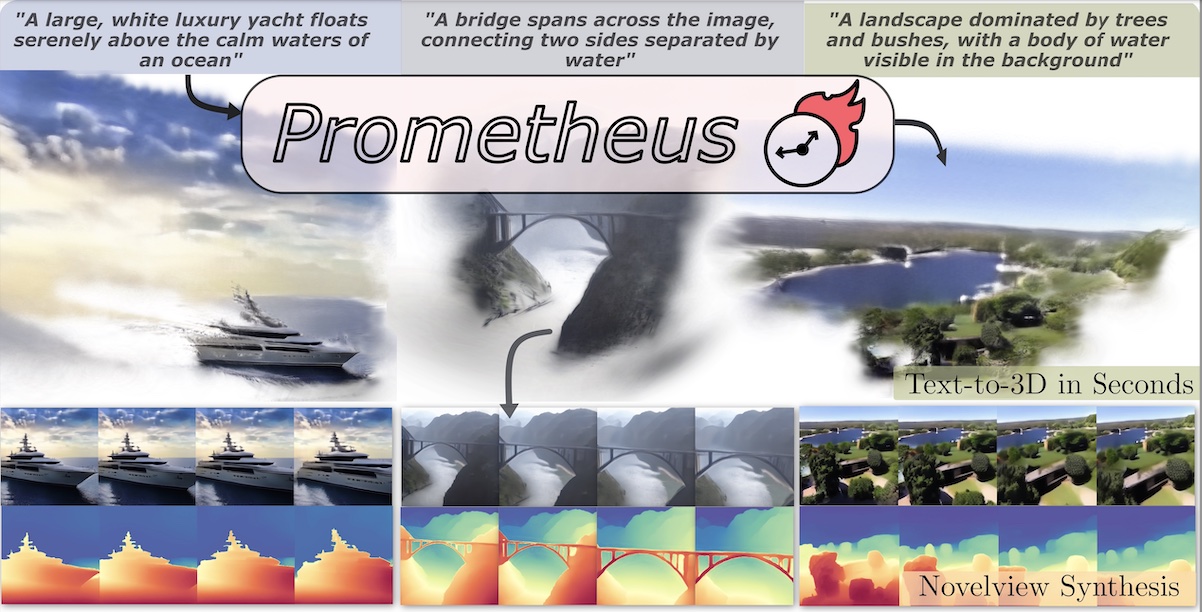 "A large, white luxury yacht floats
serenely above the calm waters of
an ocean"
"A bridge spans across the image,
connecting two sides separated by
water"
"A landscape dominated by trees
and bushes, with a body of water
visible in the background"
Prometheus
Text-to-3D in Seconds
Novelview Synthesis